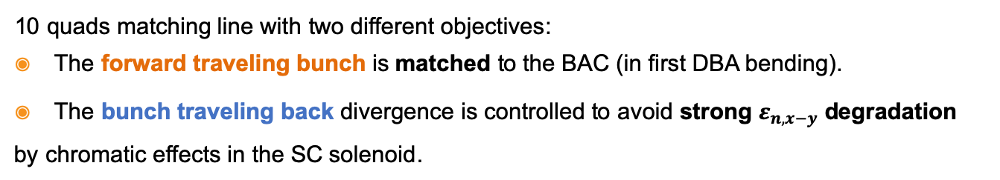 10 quads matching line with two different objectives:
◉ The forward traveling bunch is matched to the BAC (in first DBA bending).
◉ The bunch traveling back divergence is controlled to avoid strong εn,x−y degradation
by chromatic effects in the SC solenoid.